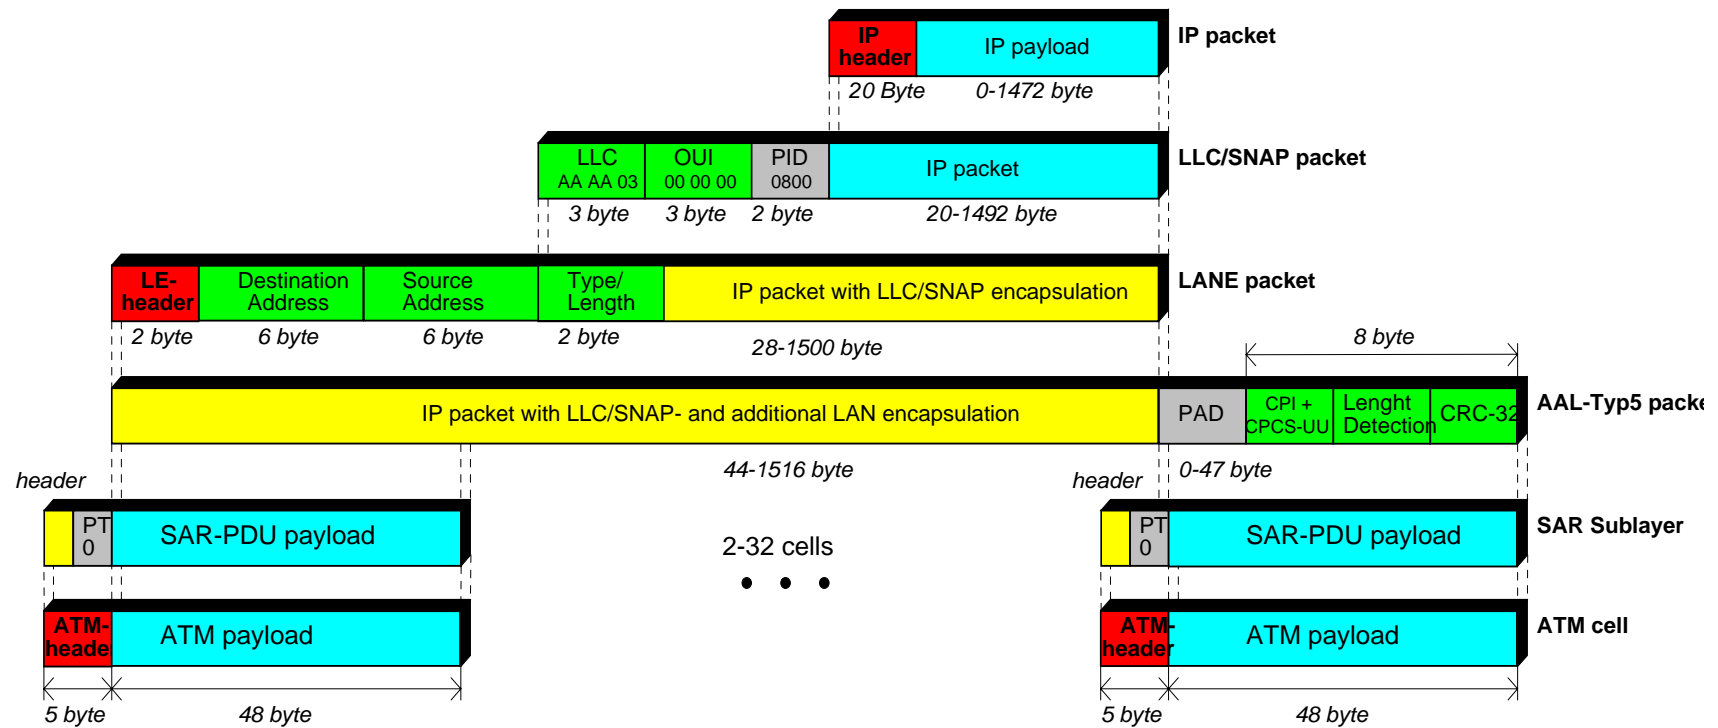 IP header
IP payload
IP packet
20 Byte
0-1472 byte
LLC
AA AA 03
OUI
00 00 00
PID
0800
IP packet
LLC/SNAP packet
3 byte
3 byte
2 byte
20-1492 byte
LE-
header
Destination
Address
Source
Address
Type/
Length
IP packet with LLC/SNAP encapsulation
LANE packet
2 byte
6 byte
6 byte
2 byte
28-1500 byte
8 byte
IP packet with LLC/SNAP- and additional LAN encapsulation
PAD
CPI +
CPCS-UU
Lenght
Detection
CRC-32
AAL-Typ5 packe
44-1516 byte
0-47 byte
header
header
PT
0
SAR-PDU payload
2-32 cells
PT
0
SAR-PDU payload
SAR Sublayer
ATM-
header
ATM payload
ATM-
header
ATM payload
ATM cell
5 byte
48 byte
5 byte
48 byte